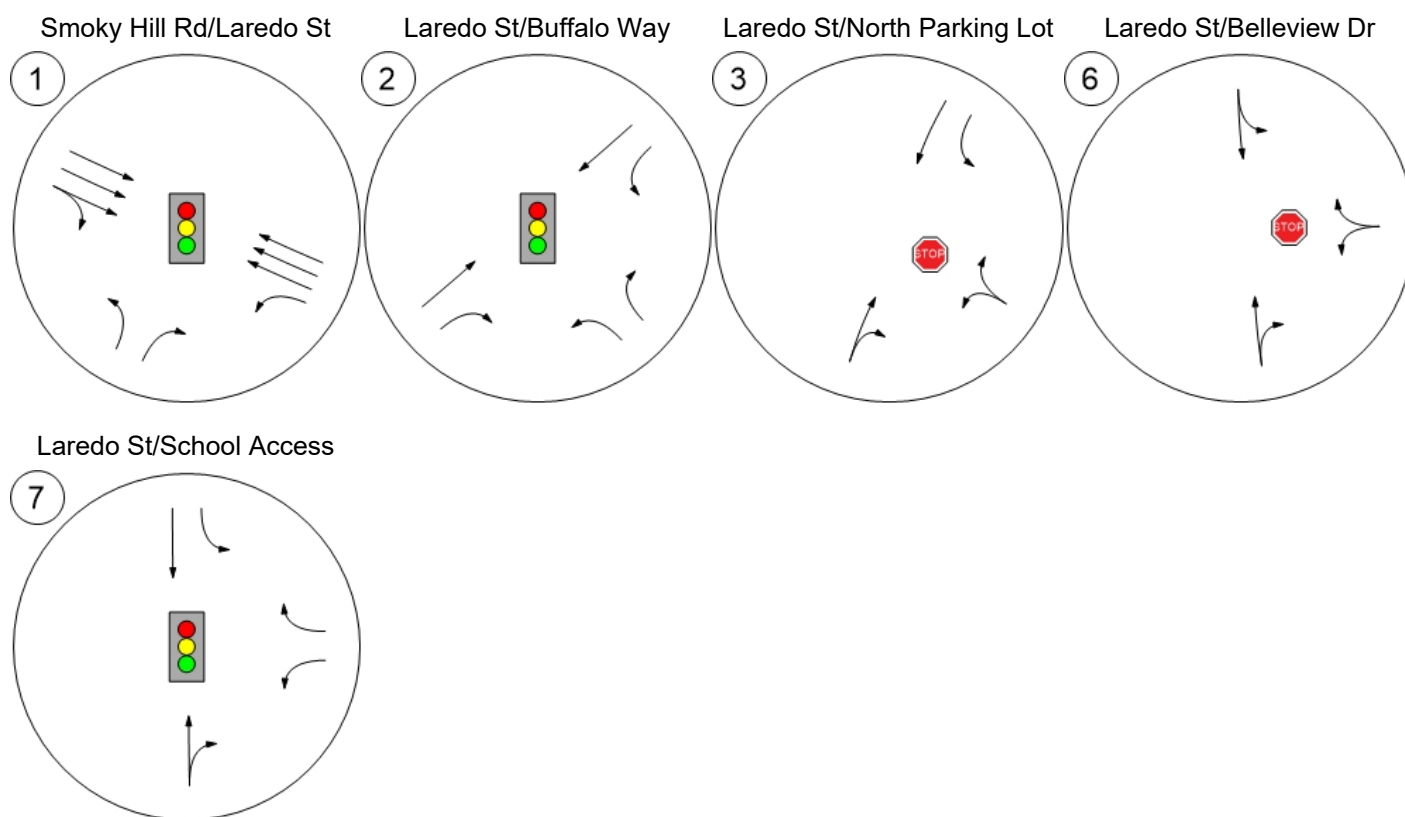 Smoky Hill Rd/Laredo St
Laredo St/Buffalo Way
Laredo St/North Parking Lot
Laredo St/Belleview Dr
1
2
3
6
STOP
STOP
Laredo St/School Access
7